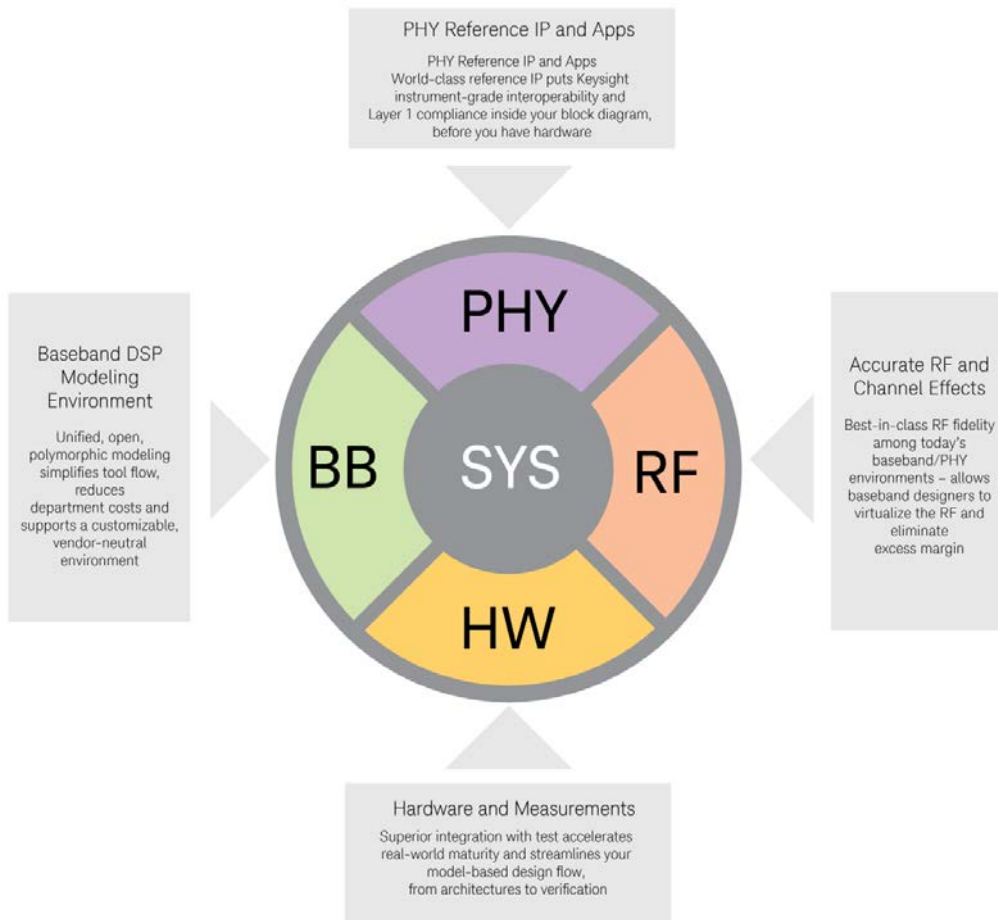 PHY Reference IP and Apps
PHY Reference IP and Apps
World-class reference IP puts Keysight
instrument-grade interoperability and
Layer 1 compliance inside your block diagram,
before you have hardware
PHY
Baseband DSP
Modeling
Environment
Unified, open,
polymorphic modeling
simplifies tool flow,
reduces
department costs and
supports a customizable,
vendor-neutral
environment
BB
SYS
RF
Accurate RF and
Channel Effects
Best-in-class RF fidelity
among today's
baseband/PHY
environments – allows
baseband designers to
virtualize the RF and
eliminate
excess margin
HW
Hardware and Measurements
Superior integration with test accelerates
real-world maturity and streamlines your
model-based design flow,
from architectures to verification